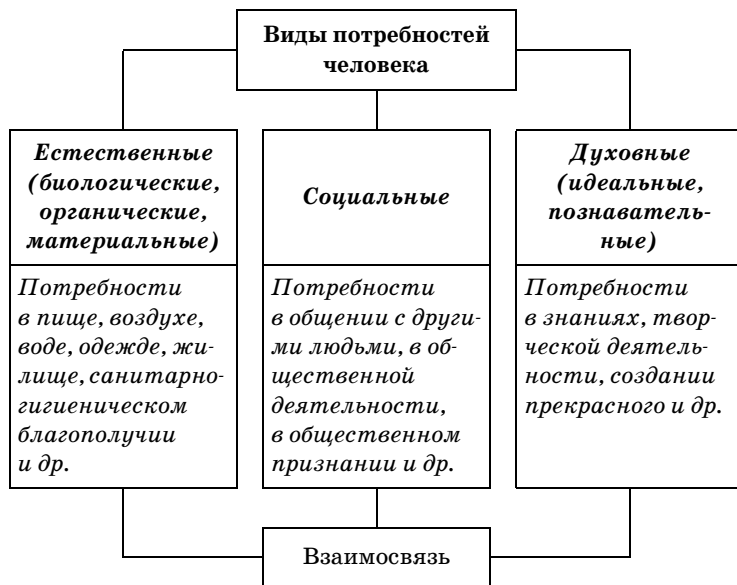 Виды потребностей
человека
Естественные
(биологические,
органические,
материальные)
Социальные
Духовные
(идеальные,
познаватель-
ные)
Потребности
в пище, воздухе,
воде, одежде, жи-
лище, санитарно-
гигиеническом
благополучии
и др.
Потребности
в общении с други-
ми людьми, в об-
щественной
деятельности,
в общественном
признании и др.
Потребности
в знаниях, твор-
ческой деятель-
ности, создании
прекрасного и др.
Взаимосвязь